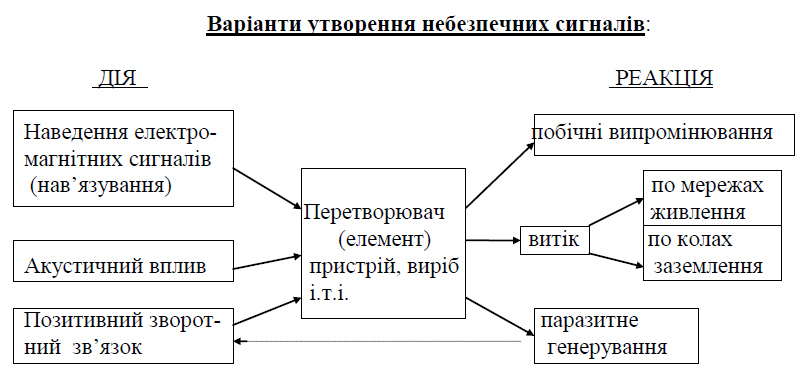 Варіанти утворення небезпечних сигналів:
ДІЯ
РЕАКЦІЯ
Наведення електро-
магнітних сигналів
(нав’язування)
Акустичний вплив
Позитивний зворот-
ний зв’язок
Перетворювач
(елемент)
пристрій, виріб
і.т.і.
побічні випромінювання
витік
по мережах
живлення
по колах
заземлення
паразитне
генерування